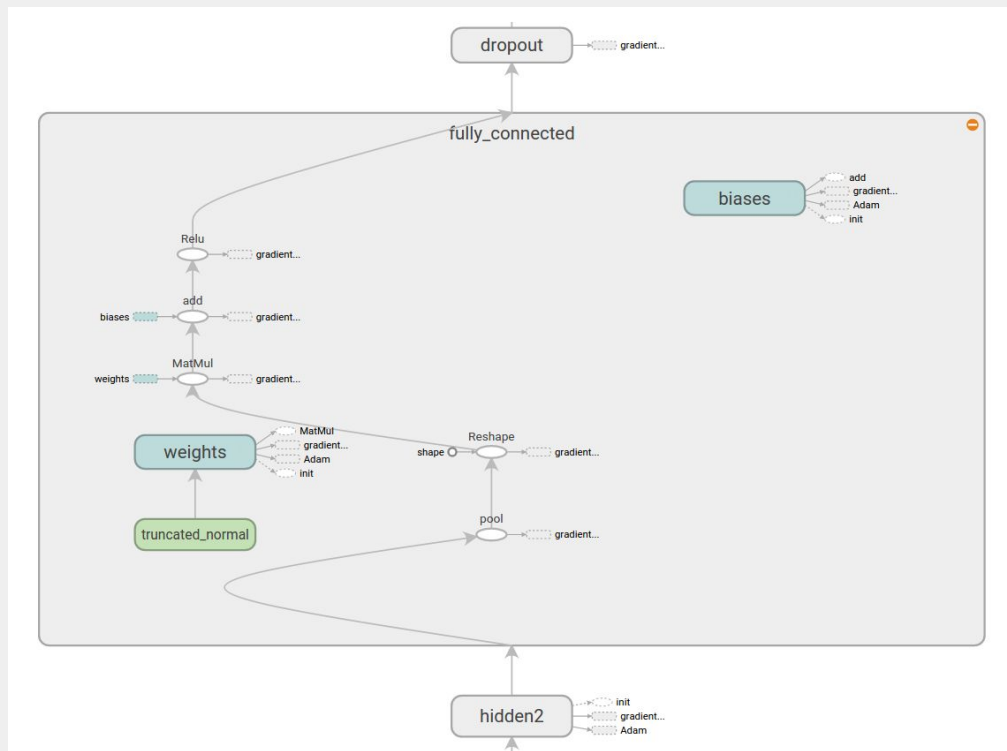 dropout
gradient...
fully_connected
biases
add
gradient...
Adam
init
Relu
gradient...
add
biases
gradient...
MatMul
weights
gradient...
weights
MatMul
gradient...
Adam
init
Reshape
shape
gradient...
truncated_normal
pool
gradient...
hidden2
init
gradient...
Adam